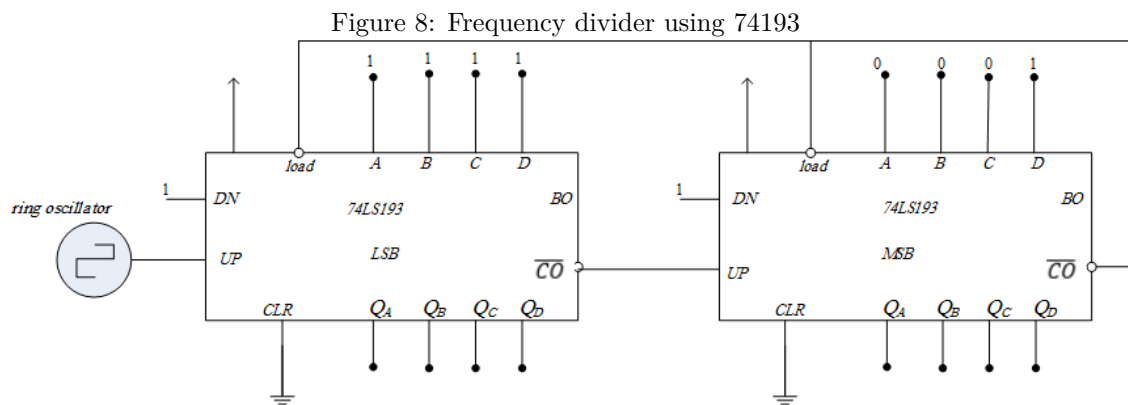 Figure 8: Frequency divider using 74193
1 1 1 1
0 0 0 1
load A B C D
load A B C D
1 DN 74LS193 BO
1 DN 74LS193 BO
ring oscillator
UP LSB CO
UP MSB CO
CLR QA QB QC QD
CLR QA QB QC QD